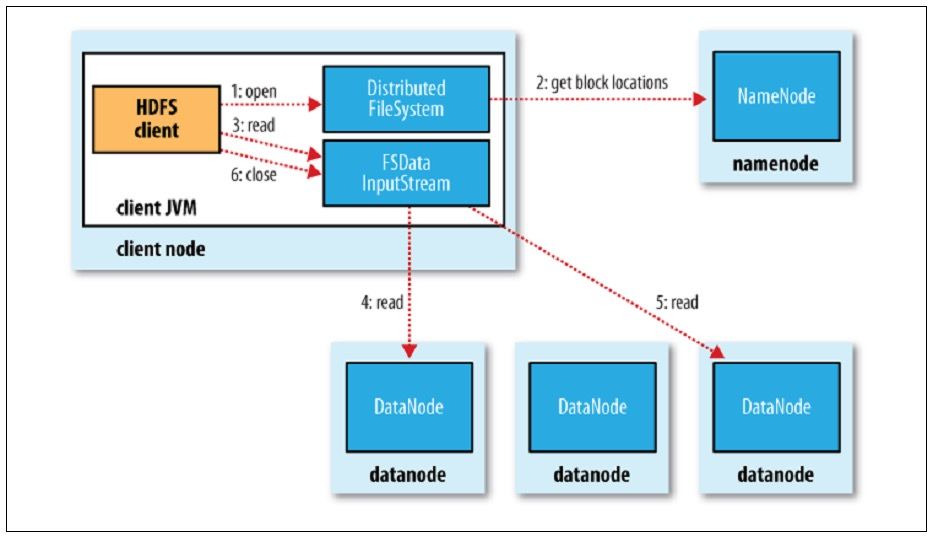 HDFS
client
1: open
3: read
6: close
Distributed
FileSystem
FSData
InputStream
client JVM
client node
2: get block locations
NameNode
namenode
4: read
5: read
DataNode
datanode
DataNode
datanode
DataNode
datanode